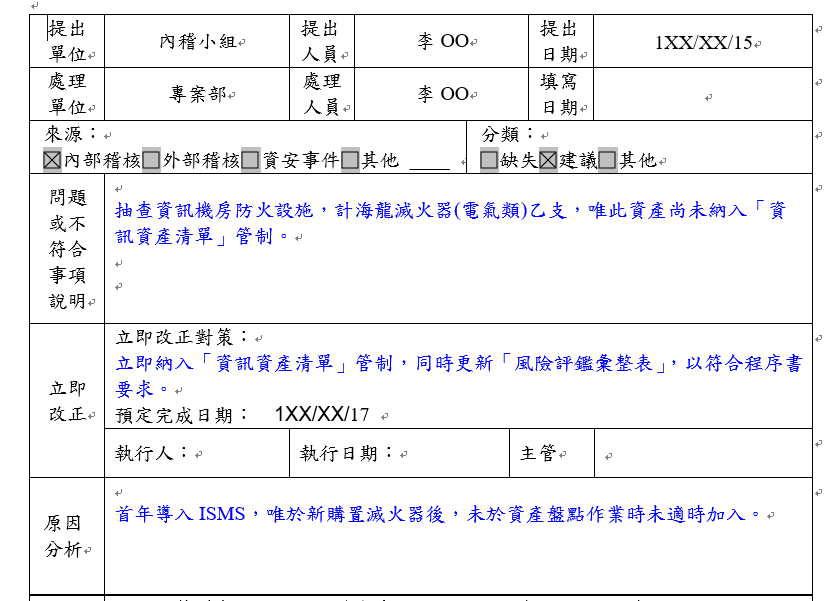 提出單位 內稽小組 提出人員 李 OO 提出日期 1XX/XX/15
處理單位 專案部 處理人員 李 OO 填寫日期
來源： 分類：
☒內部稽核□外部稽核□資安事件□其他 ____ □缺失☒建議□其他
問題或不符合事項說明
抽查資訊機房防火設施，計海龍滅火器(電氣類)乙支，唯此資產尚未納入「資
訊資產清單」管制。
立即改正
立即改正對策：
立即納入「資訊資產清單」管制，同時更新「風險評鑑彙整表」，以符合程序書
要求。
預定完成日期： 1XX/XX/17
執行人： 執行日期： 主管
原因分析
首年導入 ISMS，唯於新購置滅火器後，未於資產盤點作業時未適時加入。